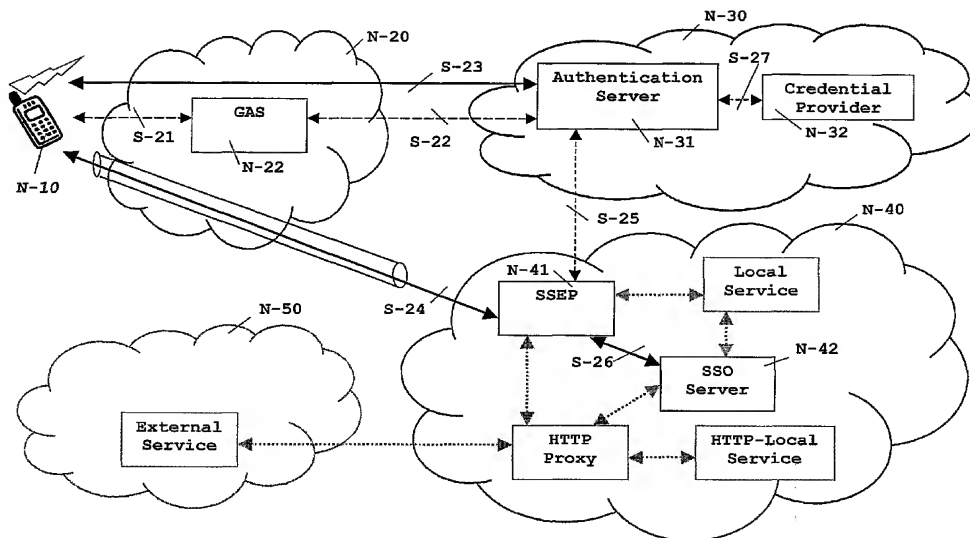 N-20
N-30
S-23
S-27
Authentication
Server
Credential
Provider
GAS
S-21
S-22
N-22
N-31
N-32
N-10
S-25
N-40
N-41
SSEP
Local
Service
S-24
N-50
S-26
N-42
SSO
Server
External
Service
HTTP
Proxy
HTTP-Local
Service